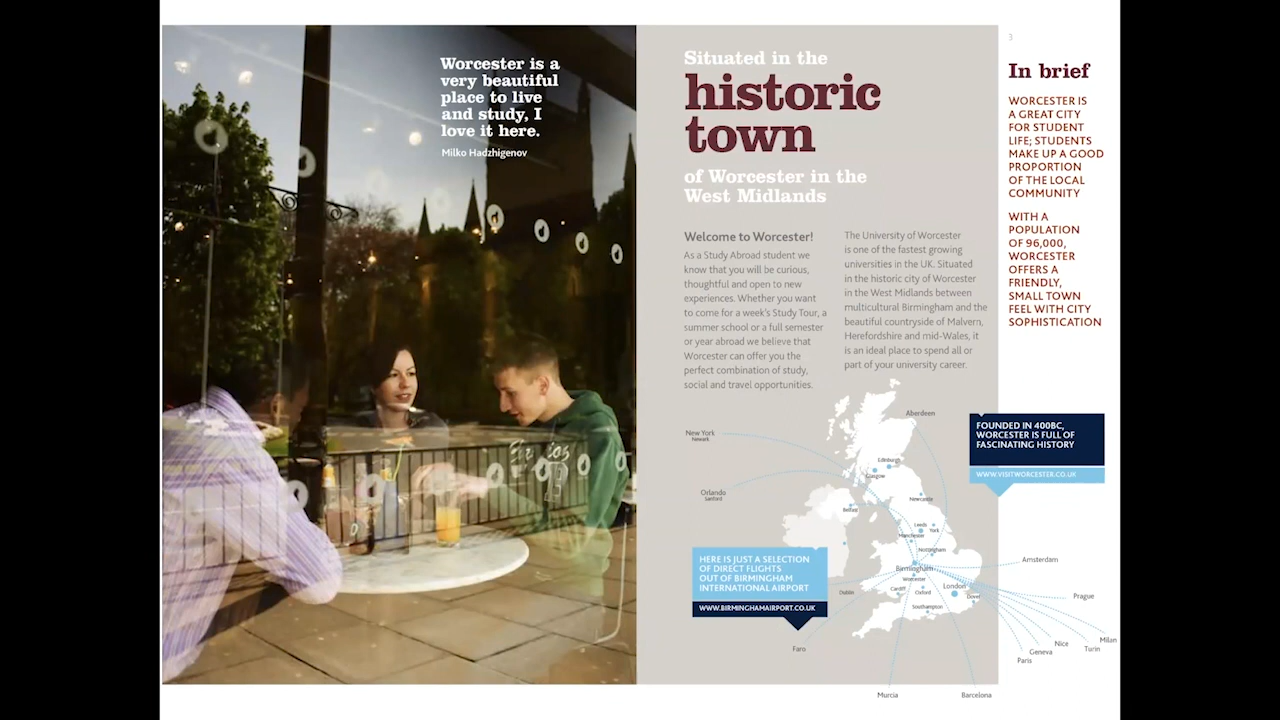 Worcester is a
very beautiful
place to live
and study, I
love it here.
Milko Hadzhigenov
Situated in the
historic
town
of Worcester in the
West Midlands
Welcome to Worcester!
As a Study Abroad student we
know that you will be curious,
thoughtful and open to new
experiences. Whether you want
to come for a week's Study Tour, a
summer school or a full semester
or year abroad we believe that
Worcester can offer you the
perfect combination of study,
social and travel opportunities.
The University of Worcester
is one of the fastest growing
universities in the UK. Situated
in the historic city of Worcester
in the West Midlands between
multicultural Birmingham and the
beautiful countryside of Malvern,
Herefordshire and mid-Wales, it
is an ideal place to spend all or
part of your university career.
3
In brief
WORCESTER IS
A GREAT CITY
FOR STUDENT
LIFE; STUDENTS
MAKE UP A GOOD
PROPORTION
OF THE LOCAL
COMMUNITY
WITH A
POPULATION
OF 96,000,
WORCESTER
OFFERS A
FRIENDLY,
SMALL TOWN
FEEL WITH CITY
SOPHISTICATION
FOUNDED IN 400BC,
WORCESTER IS FULL OF
FASCINATING HISTORY
WWW.VISITWORCESTER.CO.UK
New York
Newark
Orlando
Sanford
Aberdeen
Edinburgh
Glasgow
Newcastle
Belfast
Leeds
York
Manchester
Nottingham
Birmingham
Worcester
London
Cardiff
Oxford
Dover
Southampton
Dublin
HERE IS JUST A SELECTION
OF DIRECT FLIGHTS
OUT OF BIRMINGHAM
INTERNATIONAL AIRPORT
WWW.BIRMINGHAMAIRPORT.CO.UK
Amsterdam
Prague
Milan
Nice
Turin
Geneva
Paris
Faro
Murcia
Barcelona